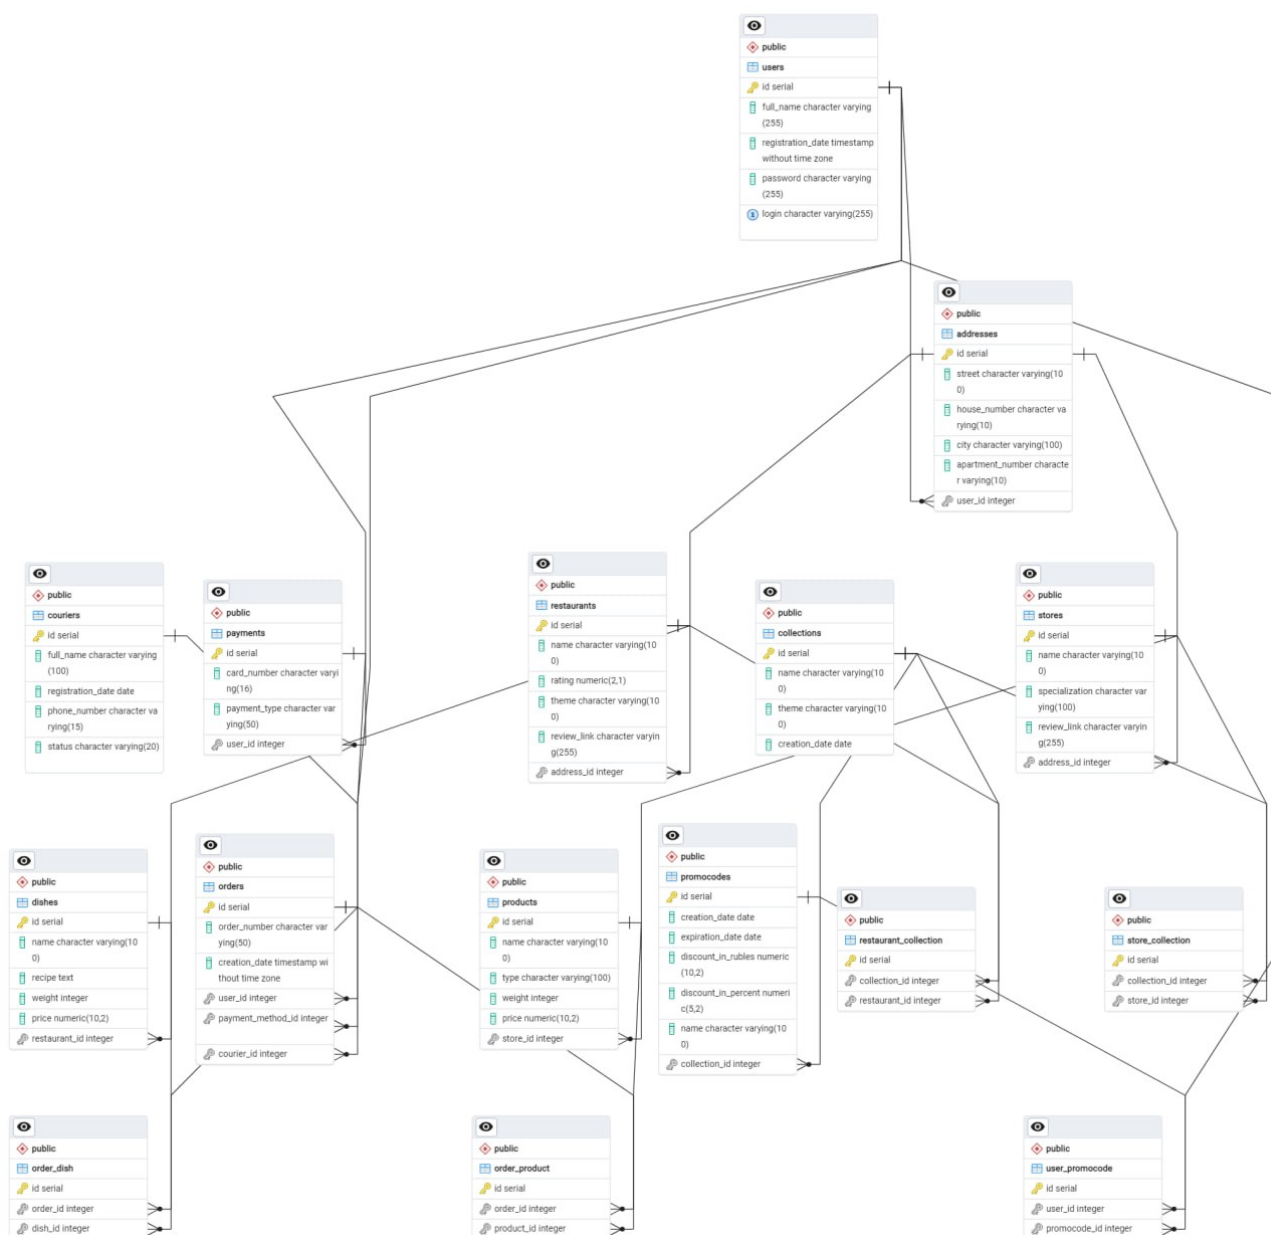 public
users
id serial
full_name character varying
(255)
registration_date timestamp
without time zone
password character varying
(255)
login character varying(255)
public
addresses
id serial
street character varying(10
0)
house_number character va
rying(10)
city character varying(100)
apartment_number characte
r varying(10)
user_id integer
public
couriers
id serial
full_name character varying
(100)
registration_date date
phone_number character va
rying(15)
status character varying(20)
public
payments
id serial
card_number character varyi
ng(16)
payment_type character var
ying(50)
user_id integer
public
restaurants
id serial
name character varying(10
0)
rating numeric(2,1)
theme character varying(10
0)
review_link character varyin
g(255)
address_id integer
public
collections
id serial
name character varying(10
0)
theme character varying(10
0)
creation_date date
public
stores
id serial
name character varying(10
0)
specialization character var
ying(100)
review_link character varyin
g(255)
address_id integer
public
dishes
id serial
name character varying(10
0)
recipe text
weight integer
price numeric(10,2)
restaurant_id integer
public
orders
id serial
order_number character var
ying(50)
creation_date timestamp wi
thout time zone
user_id integer
payment_method_id integer
courier_id integer
public
products
id serial
name character varying(10
0)
type character varying(100)
weight integer
price numeric(10,2)
store_id integer
public
promocodes
id serial
creation_date date
expiration_date date
discount_in_rubles numeric
(10,2)
discount_in_percent numeri
c(5,2)
name character varying(10
0)
collection_id integer
public
restaurant_collection
id serial
collection_id integer
restaurant_id integer
public
store_collection
id serial
collection_id integer
store_id integer
public
order_dish
id serial
order_id integer
dish_id integer
public
order_product
id serial
order_id integer
product_id integer
public
user_promocode
id serial
user_id integer
promocode_id integer